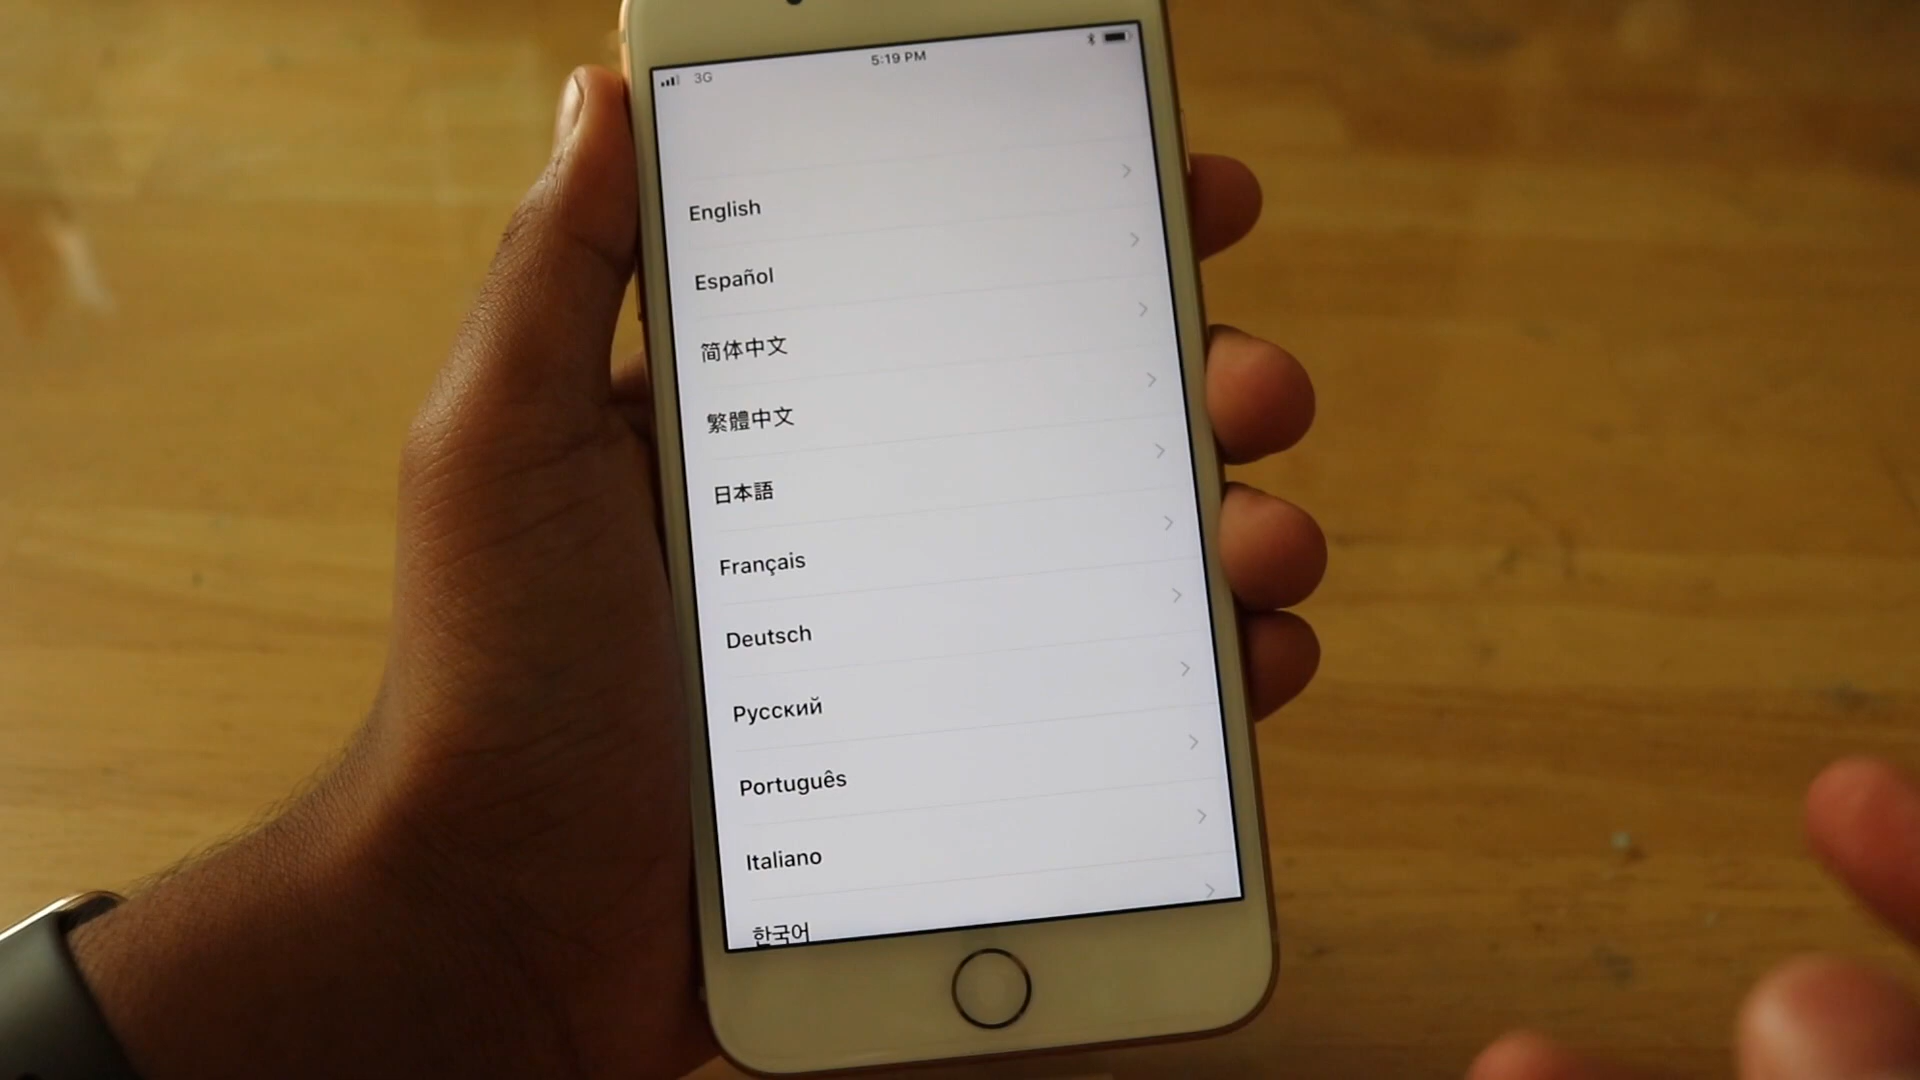 5:19 PM
3G
English
Español
简体中文
繁體中文
日本語
Français
Deutsch
Русский
Português
Italiano
한국어